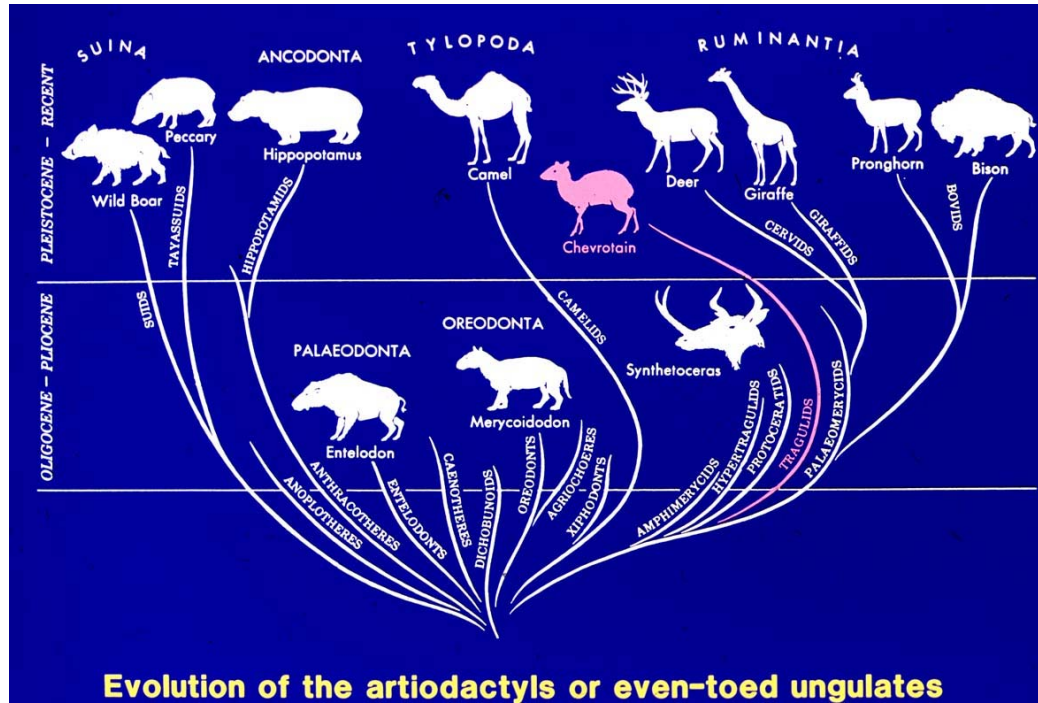 SUINA
ANCODONTA
TYLOPODA
RUMINANTIA
PLEISTOCENE – RECENT
Peccary
Wild Boar
Hippopotamus
Camel
Chevrotain
Deer
Giraffe
Pronghorn
Bison
TAYASSUIDS
HIPPOPOTAMIDS
CERVIDS
GIRAFFIDS
BOVIDS
OLIGOCENE – PLIOCENE
SUIDS
PALAEODONTA
OREODONTA
CAMELIDS
Synthetoceras
Entelodon
Merycoidodon
ANOPLOTHERES
ANTHRACOTHERES
ENTELODONTS
CAENOTHERES
DICHOBUNOIDS
OREODONTS
AGRIOCHOERES
XIPHODONTS
AMPHIMERYCIDS
HYPERTRAGULIDS
PROTOCERATIDS
TRAGULIDS
PALAEOMERYCIDS
Evolution of the artiodactyls or even-toed ungulates